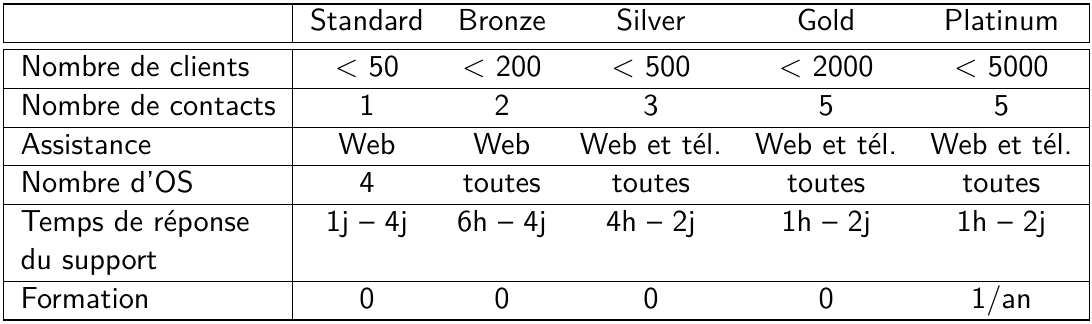 Standard Bronze Silver Gold Platinum
Nombre de clients < 50 < 200 < 500 < 2000 < 5000
Nombre de contacts 1 2 3 5 5
Assistance Web Web Web et tél. Web et tél. Web et tél.
Nombre d'OS 4 toutes toutes toutes toutes
Temps de réponse 1j – 4j 6h – 4j 4h – 2j 1h – 2j 1h – 2j
du support
Formation 0 0 0 0 1/an